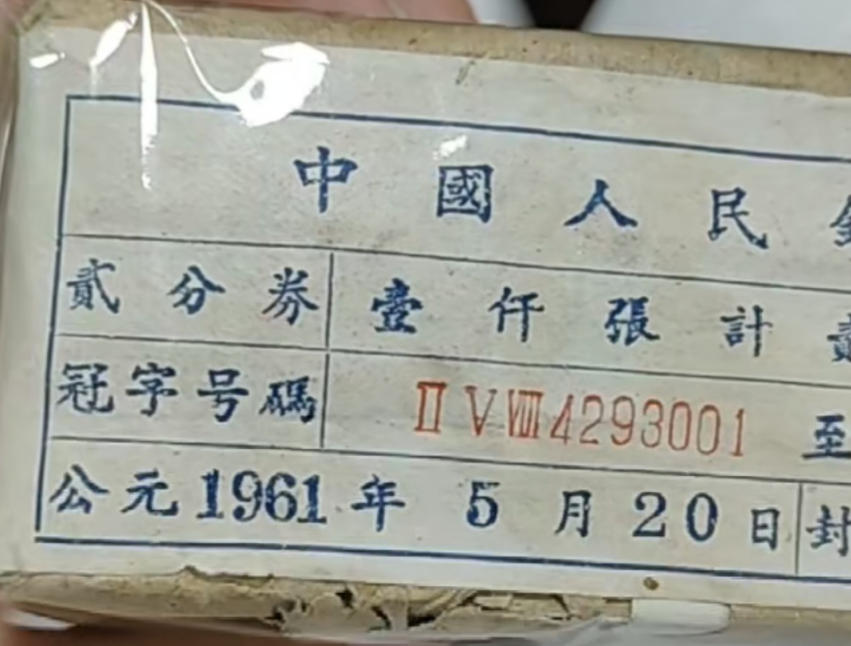 中國人民
貳分券 壹仟張計
冠字号碼 ⅡⅤⅧ4293001 至
公元1961年5月20日 封